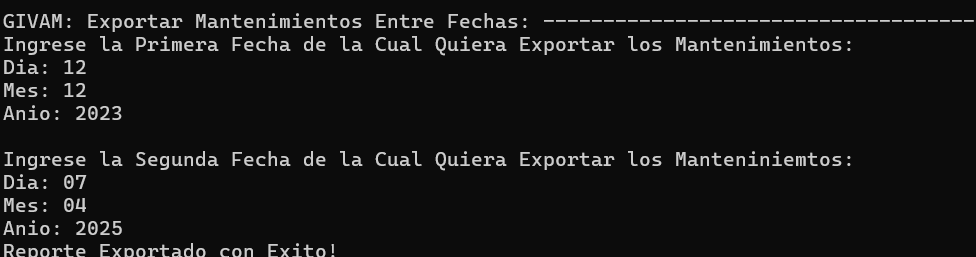 GIVAM: Exportar Mantenimientos Entre Fechas: ------------------------------------
Ingrese la Primera Fecha de la Cual Quiera Exportar los Mantenimientos:
Dia: 12
Mes: 12
Anio: 2023
Ingrese la Segunda Fecha de la Cual Quiera Exportar los Manteniniemtos:
Dia: 07
Mes: 04
Anio: 2025
Reporte Exportado con Exito!